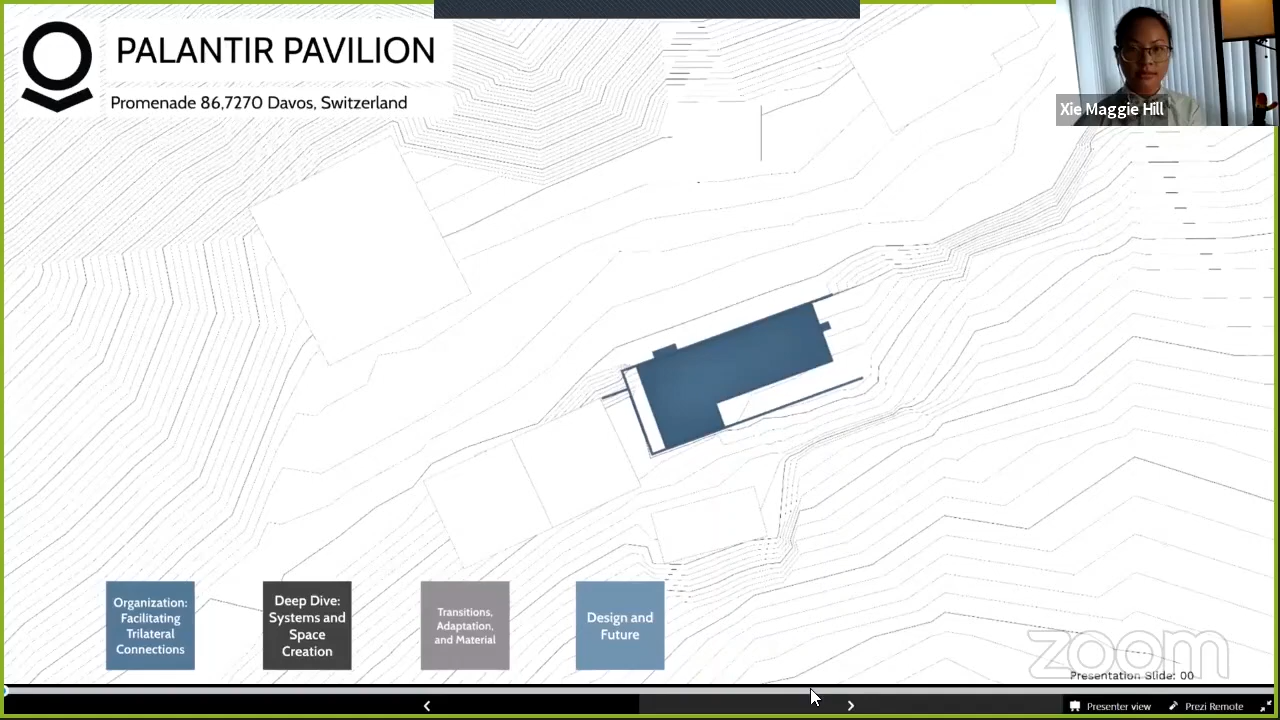 PALANTIR PAVILION
Promenade 86,7270 Davos, Switzerland
Xie Maggie Hill
Organization:
Facilitating
Trilateral
Connections
Deep Dive:
Systems and
Space
Creation
Transitions,
Adaptation,
and Material
Design and
Future
zoom
Presentation Slide: 00
Presenter view
Prezi Remote